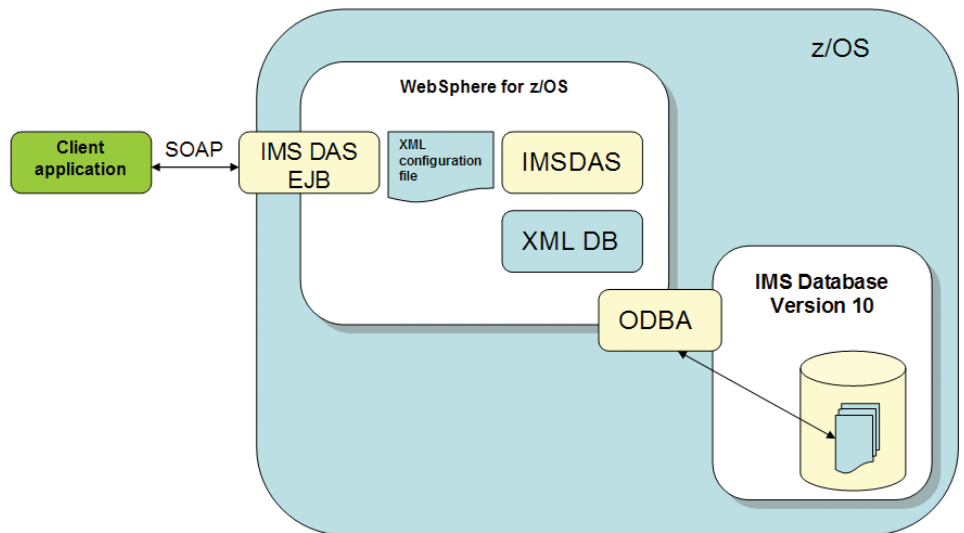 z/OS
WebSphere for z/OS
Client
application
SOAP
IMS DAS
EJB
XML
configuration
file
IMSDAS
XML DB
ODBA
IMS Database
Version 10